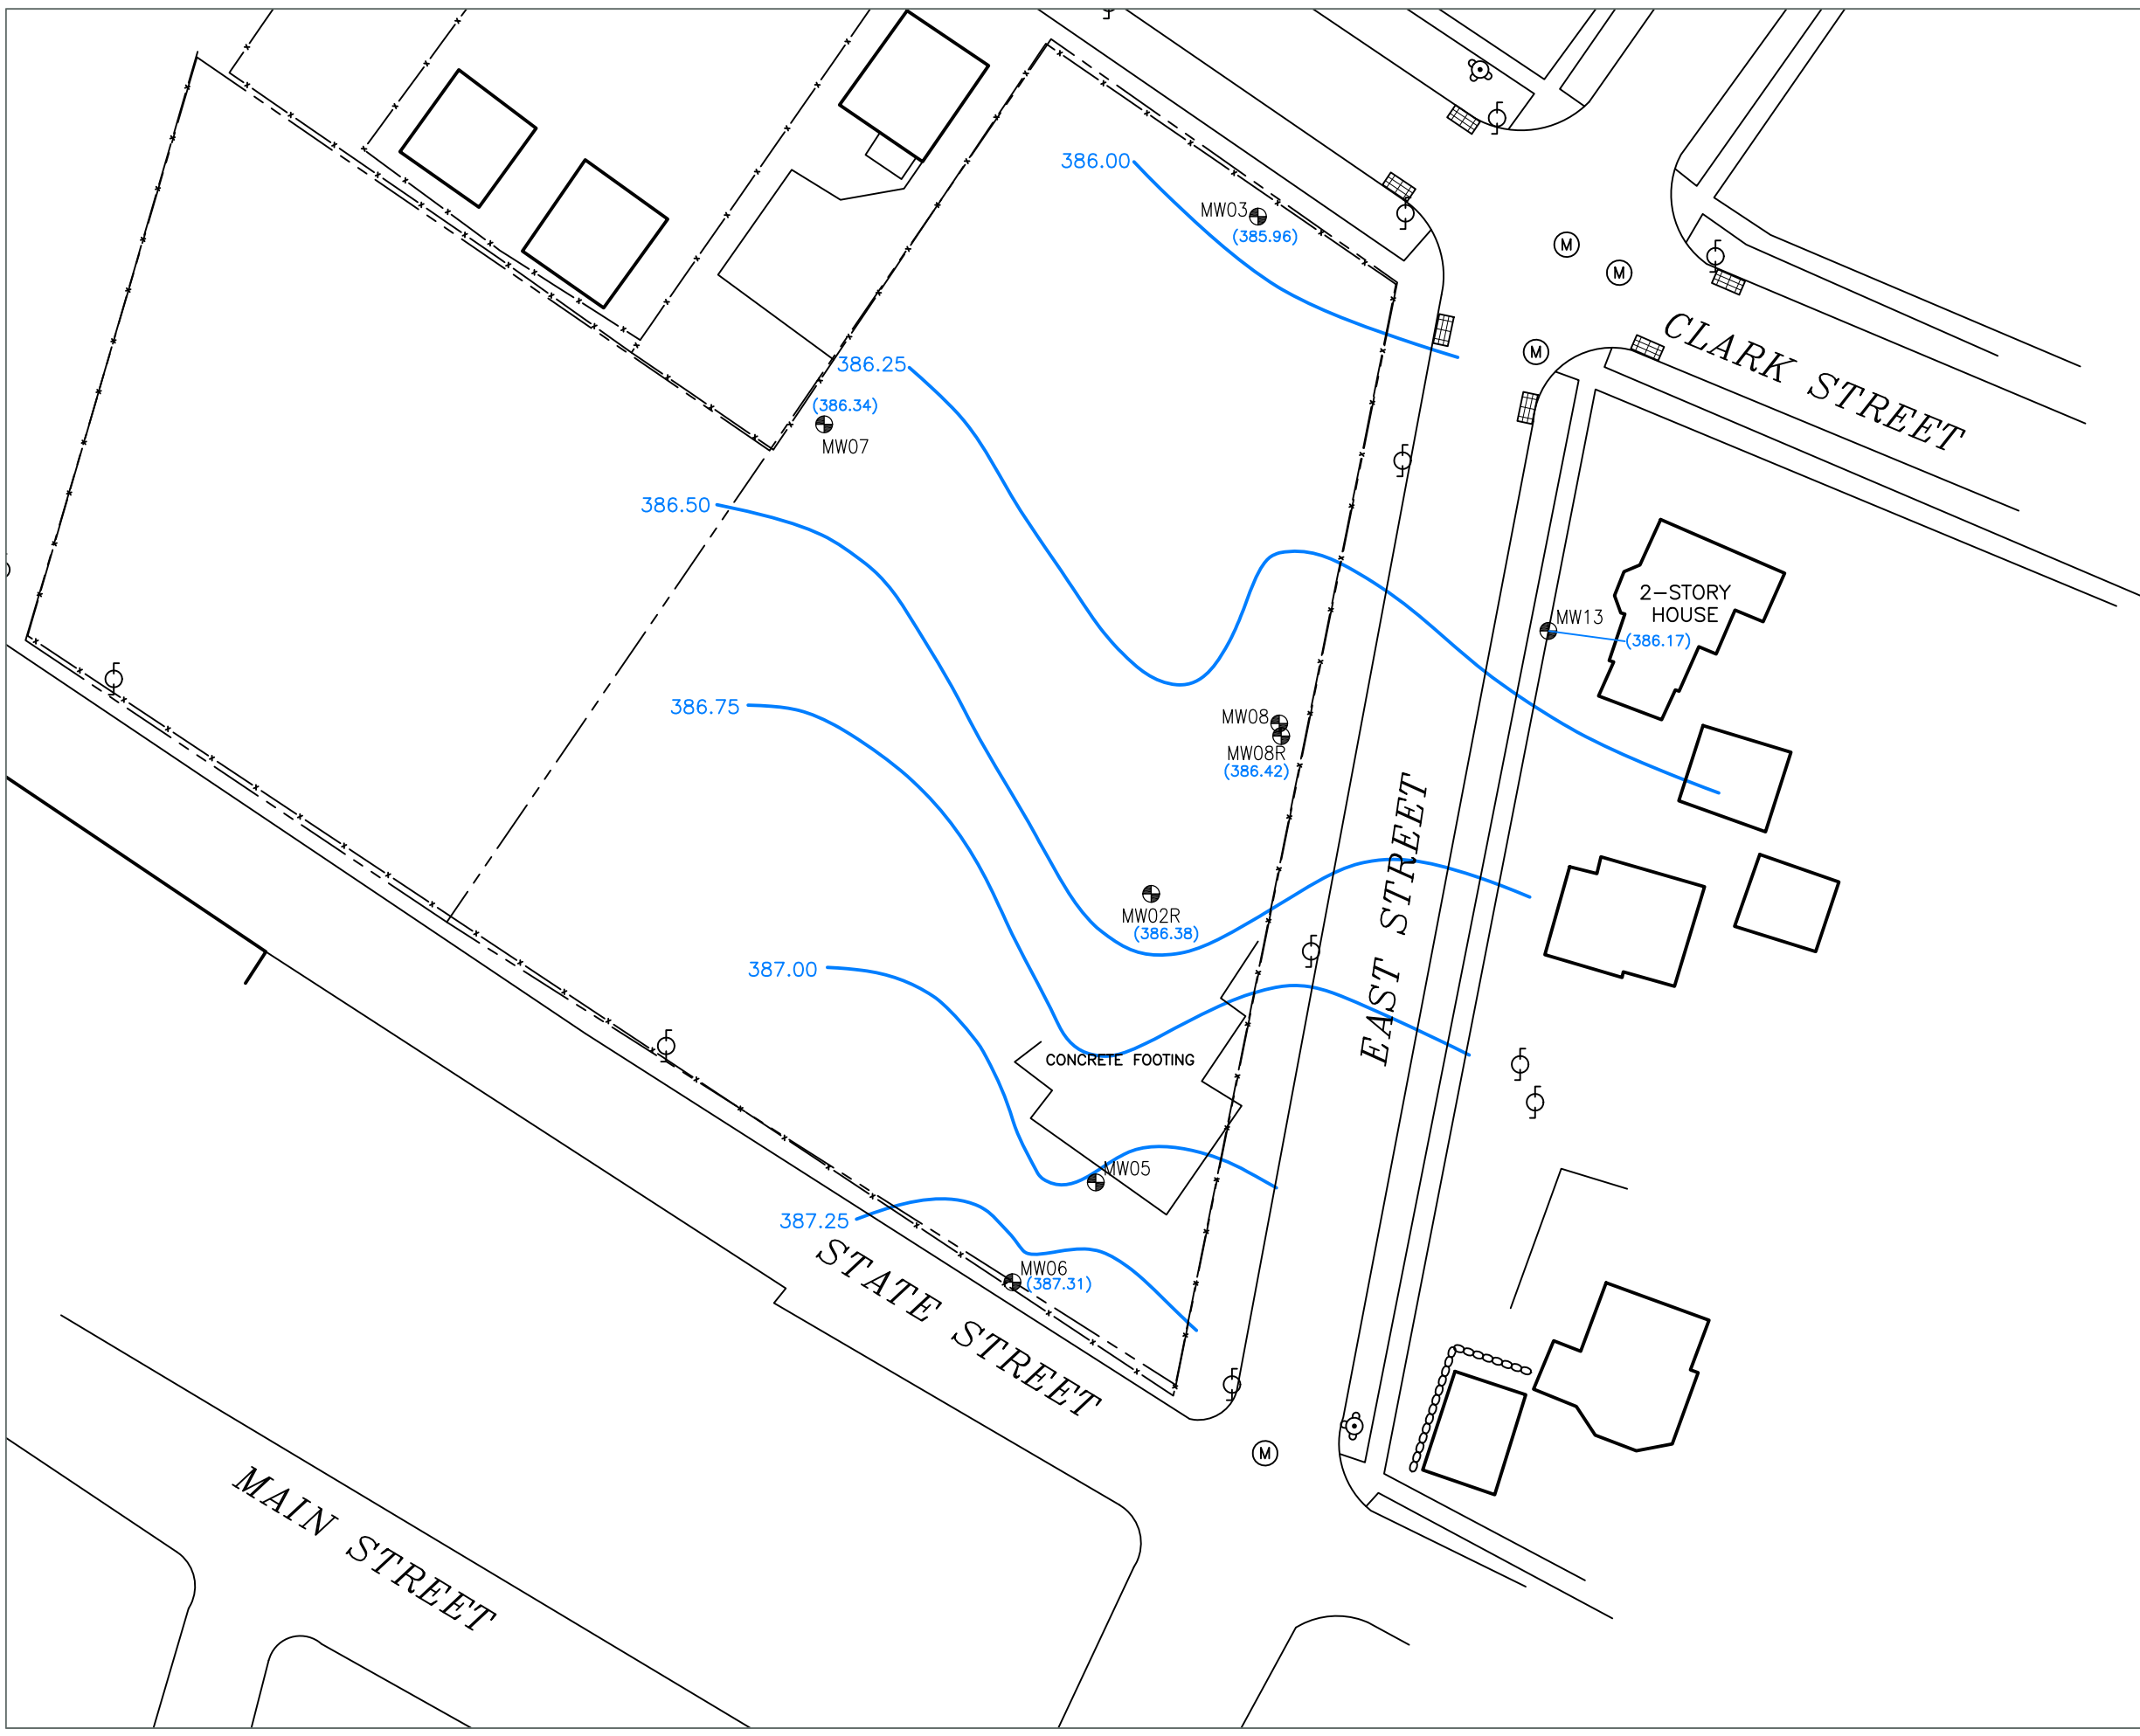 386.00
MW03
(385.96)
M
M
M
CLARK STREET
386.25
(386.34)
MW07
386.50
2-STORY
HOUSE
MW13
(386.17)
386.75
MW08
MW08R
(386.42)
EAST STREET
MW02R
(386.38)
387.00
CONCRETE FOOTING
MW05
387.25
MW06
(387.31)
STATE STREET
M
MAIN STREET